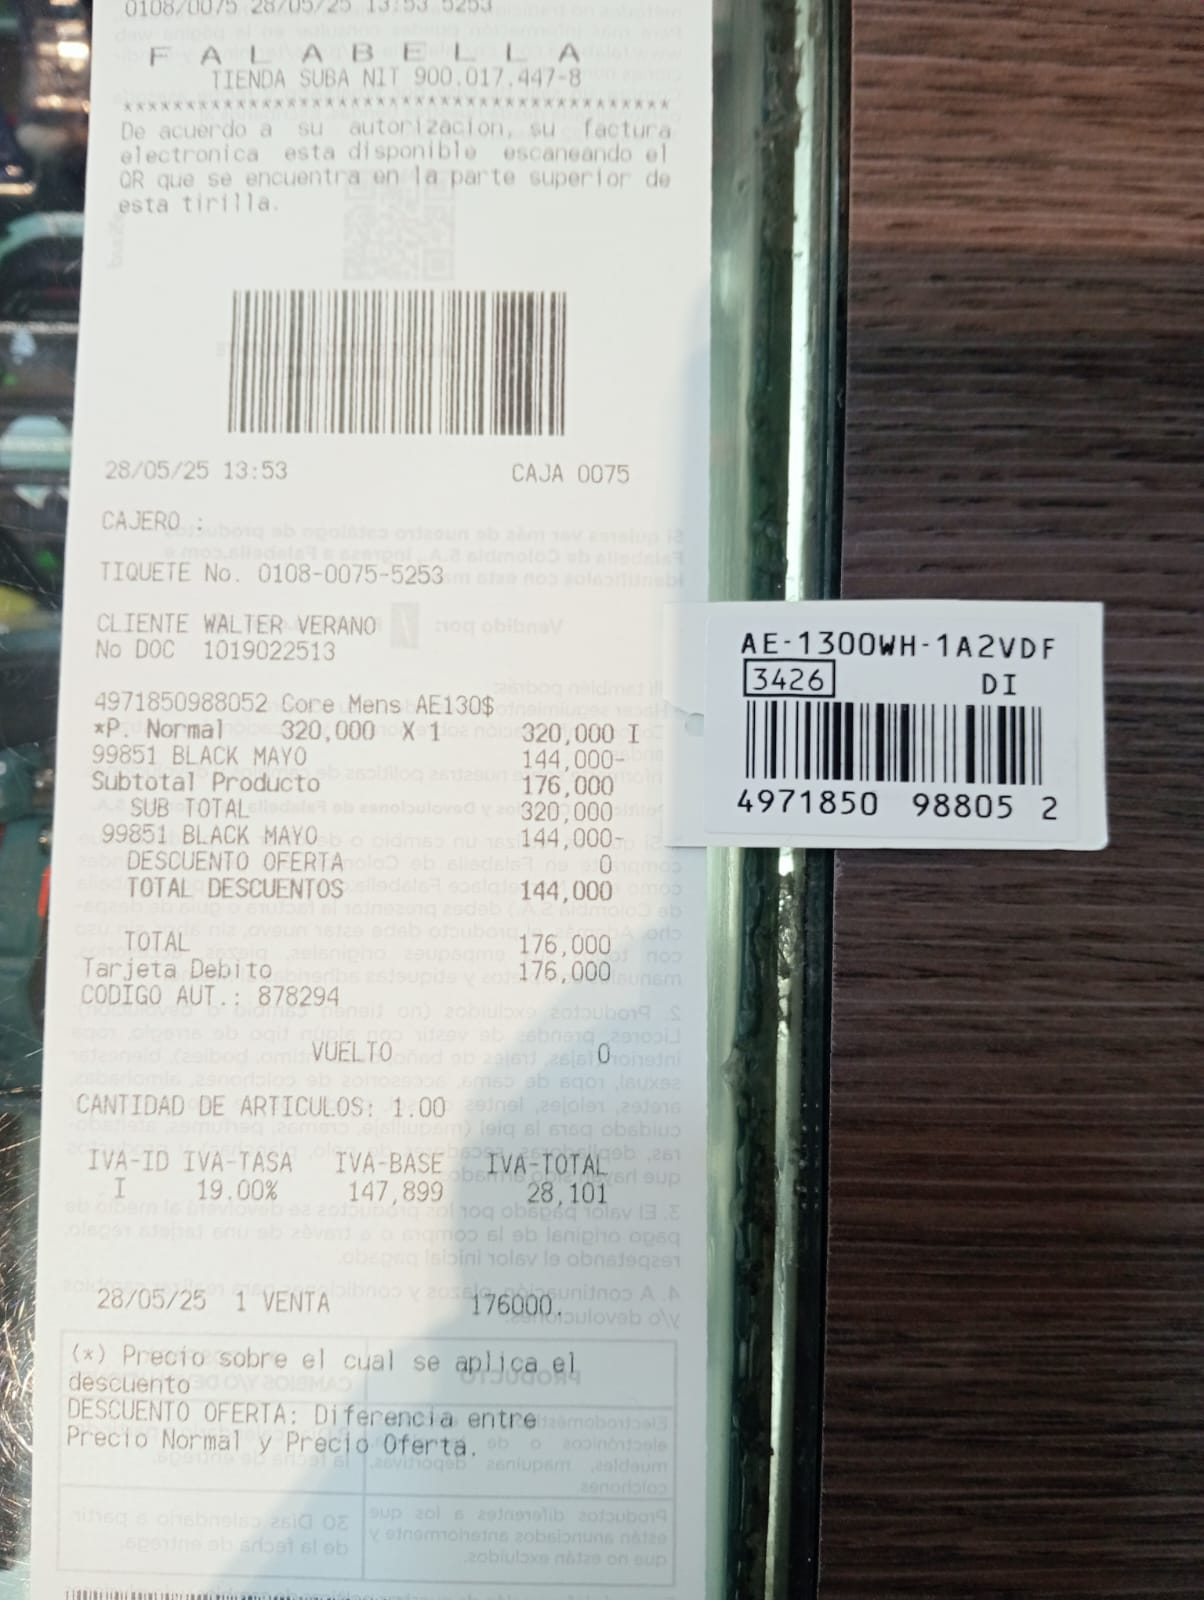 0108/0075 28/05/25 13:53 5253
F A L A B E L L A
TIENDA SUBA NIT 900.017.447-8
********************************************
De acuerdo a su autorizacion, su factura
electronica esta disponible escaneando el
QR que se encuentra en la parte superior de
esta tirilla.
28/05/25 13:53 CAJA 0075
CAJERO :
TIQUETE No. 0108-0075-5253
CLIENTE WALTER VERANO
No DOC 1019022513
4971850988052 Core Mens AE130$
*P. Normal 320,000 X 1 320,000 I
99851 BLACK MAYO 144,000-
Subtotal Producto 176,000
SUB TOTAL 320,000
99851 BLACK MAYO 144,000-
DESCUENTO OFERTA 0
TOTAL DESCUENTOS 144,000
TOTAL 176,000
Tarjeta Debito 176,000
CODIGO AUT.: 878294
VUELTO 0
CANTIDAD DE ARTICULOS: 1.00
IVA-ID IVA-TASA IVA-BASE IVA-TOTAL
I 19.00% 147,899 28,101
28/05/25 1 VENTA 176000.
(*) Precio sobre el cual se aplica el
descuento
DESCUENTO OFERTA: Diferencia entre
Precio Normal y Precio Oferta.
AE-1300WH-1A2VDF
3426 DI
4971850 98805 2